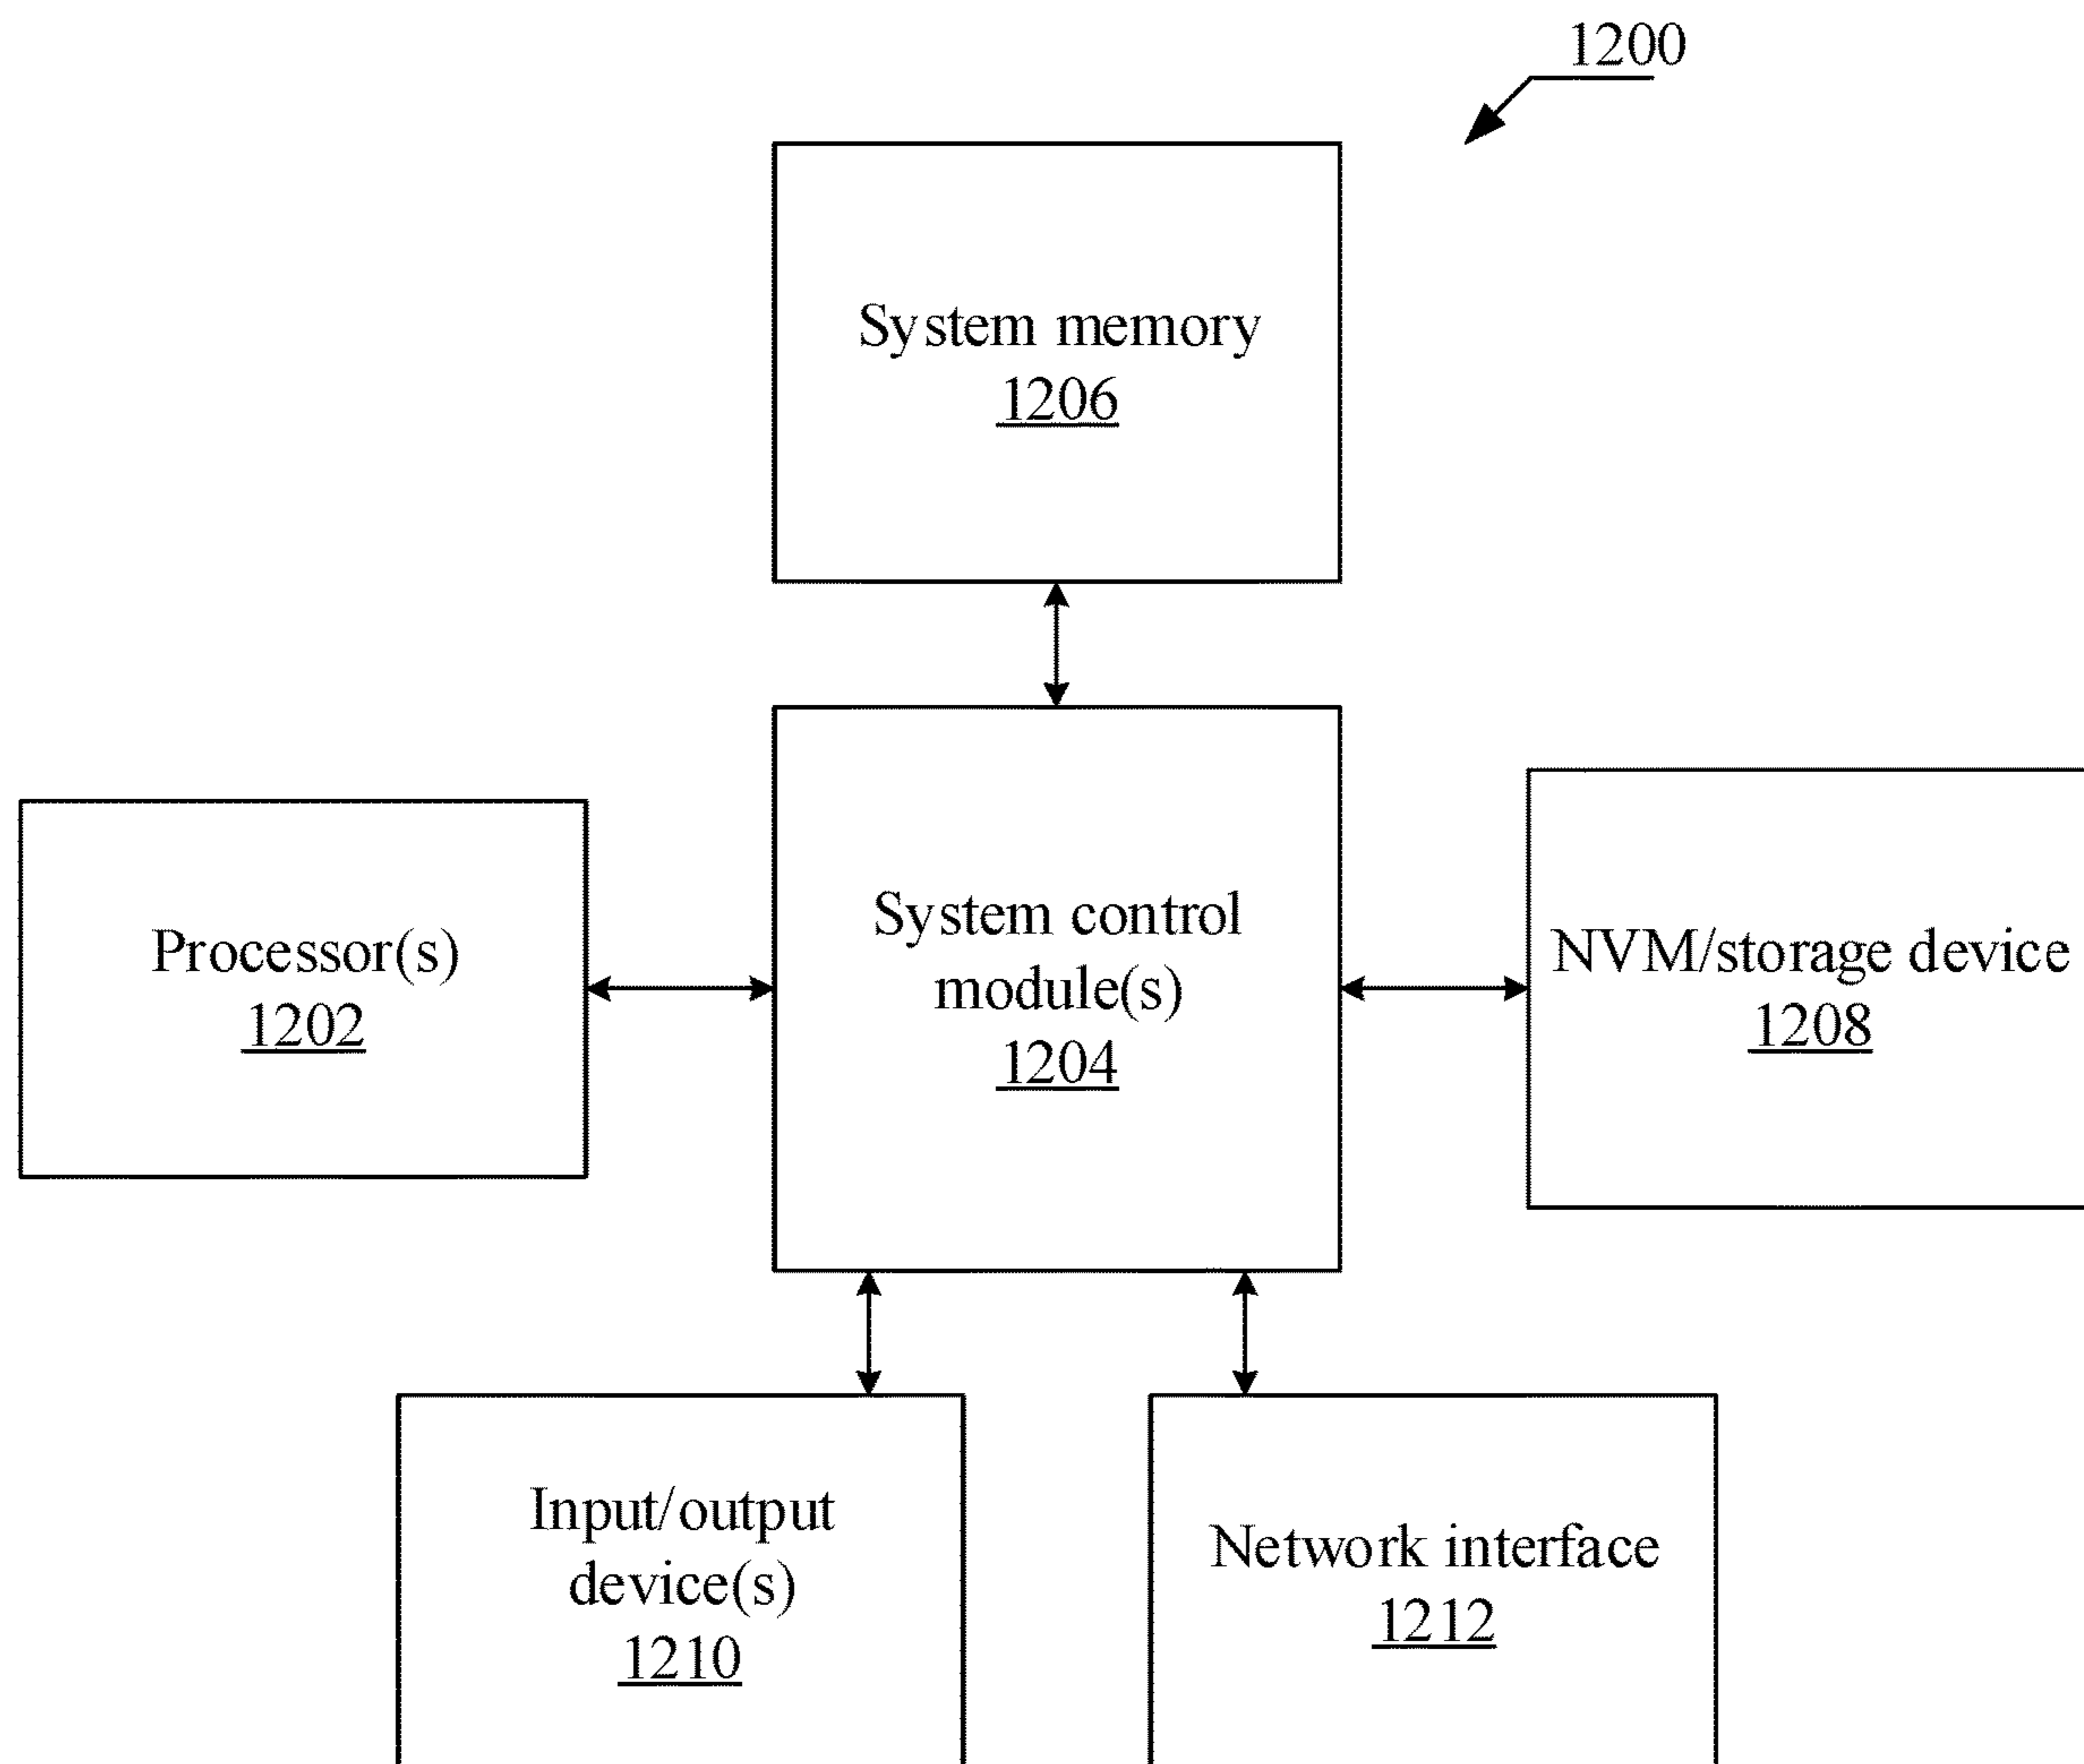 1200
System memory
1206
Processor(s)
1202
System control
module(s)
1204
NVM/storage device
1208
Input/output
device(s)
1210
Network interface
1212